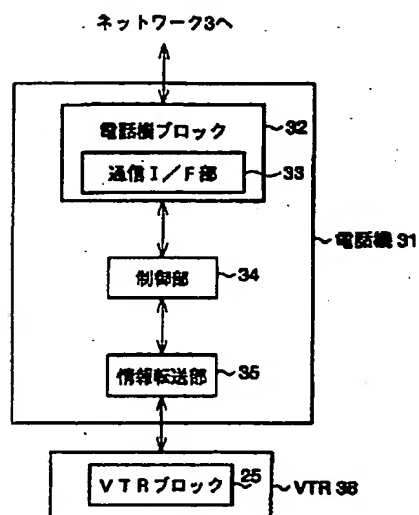 ネットワーク3へ
電話機ブロック
32
通信I/F部
33
電話機 31
制御部
34
情報転送部
35
VTRブロック
25
VTR 36